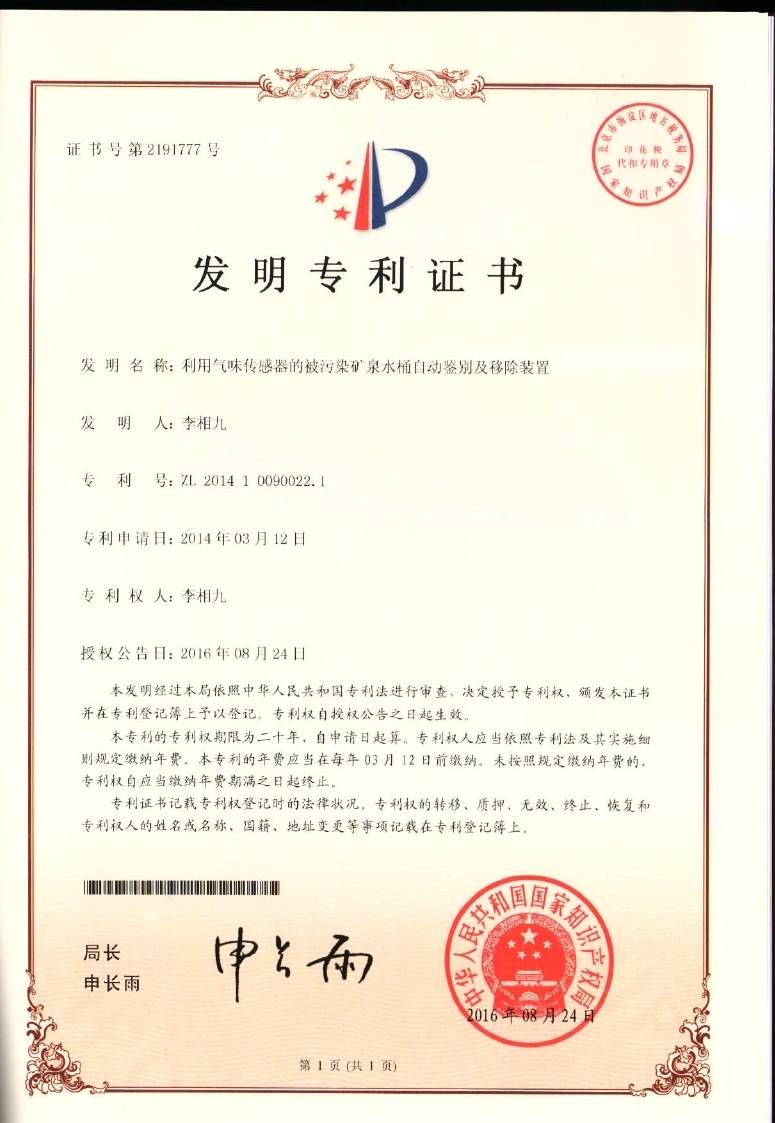 证书号第2191777号
北京市海淀区地方税务局
印花税
代扣专用章
国家知识产权局
发明专利证书
发明名称：利用气味传感器的被污染矿泉水桶自动鉴别及移除装置
发明人：李相九
专利号：ZL 2014 1 0090022.1
专利申请日：2014年03月12日
专利权人：李相九
授权公告日：2016年08月24日
本发明经过本局依照中华人民共和国专利法进行审查，决定授予专利权，颁发本证书
并在专利登记簿上予以登记。专利权自授权公告之日起生效。
本专利的专利权期限为二十年，自申请日起算。专利权人应当依照专利法及其实施细
则规定缴纳年费。本专利的年费应当在每年03月12日前缴纳。未按照规定缴纳年费的，
专利权自应当缴纳年费期满之日起终止。
专利证书记载专利权登记时的法律状况。专利权的转移、质押、无效、终止、恢复和
专利权人的姓名或名称、国籍、地址变更等事项记载在专利登记簿上。
局长
申长雨
申长雨
中华人民共和国国家知识产权局
2016年08月24日
第1页(共1页)